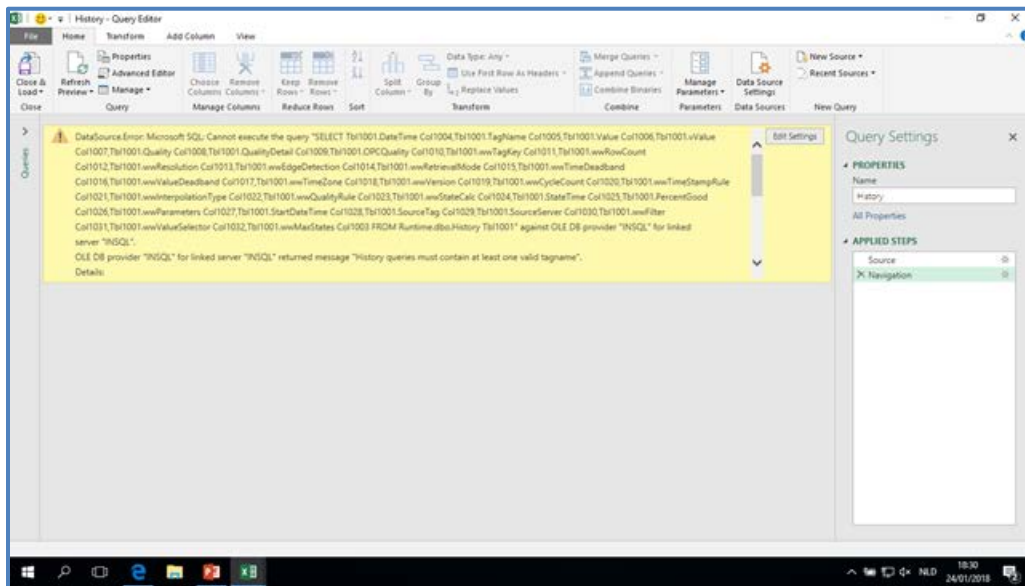 History - Query Editor
File
Home
Transform
Add Column
View
Close &
Load
Close
Refresh
Preview
Properties
Advanced Editor
Manage
Query
Choose
Columns
Remove
Columns
Manage Columns
Keep
Rows
Remove
Rows
Reduce Rows
Sort
Split
Column
Group
By
Data Type: Any
Use First Row As Headers
Replace Values
Transform
Merge Queries
Append Queries
Combine Binaries
Combine
Manage
Parameters
Parameters
Data Source
Settings
Data Sources
New Source
Recent Sources
New Query
Queries
DataSource.Error: Microsoft SQL: Cannot execute the query "SELECT Tbl1001.DateTime Col1004,Tbl1001.TagName Col1005,Tbl1001.Value Col1006,Tbl1001.vValue
Col1007,Tbl1001.Quality Col1008,Tbl1001.QualityDetail Col1009,Tbl1001.OPCQuality Col1010,Tbl1001.wwTagKey Col1011,Tbl1001.wwRowCount
Col1012,Tbl1001.wwResolution Col1013,Tbl1001.wwEdgeDetection Col1014,Tbl1001.wwRetrievalMode Col1015,Tbl1001.wwTimeDeadband
Col1016,Tbl1001.wwValueDeadband Col1017,Tbl1001.wwTimeZone Col1018,Tbl1001.wwVersion Col1019,Tbl1001.wwCycleCount Col1020,Tbl1001.wwTimeStampRule
Col1021,Tbl1001.wwInterpolationType Col1022,Tbl1001.wwQualityRule Col1023,Tbl1001.wwStateCalc Col1024,Tbl1001.StateTime Col1025,Tbl1001.PercentGood
Col1026,Tbl1001.wwParameters Col1027,Tbl1001.StartDateTime Col1028,Tbl1001.SourceTag Col1029,Tbl1001.SourceServer Col1030,Tbl1001.wwFilter
Col1031,Tbl1001.wwValueSelector Col1032,Tbl1001.wwMaxStates Col1003 FROM Runtime.dbo.History Tbl1001" against OLE DB provider "INSQL" for linked
server "INSQL".
OLE DB provider "INSQL" for linked server "INSQL" returned message "History queries must contain at least one valid tagname".
Details:
Edit Settings
Query Settings
PROPERTIES
Name
History
All Properties
APPLIED STEPS
Source
Navigation
NLD
18:30
24/01/2018